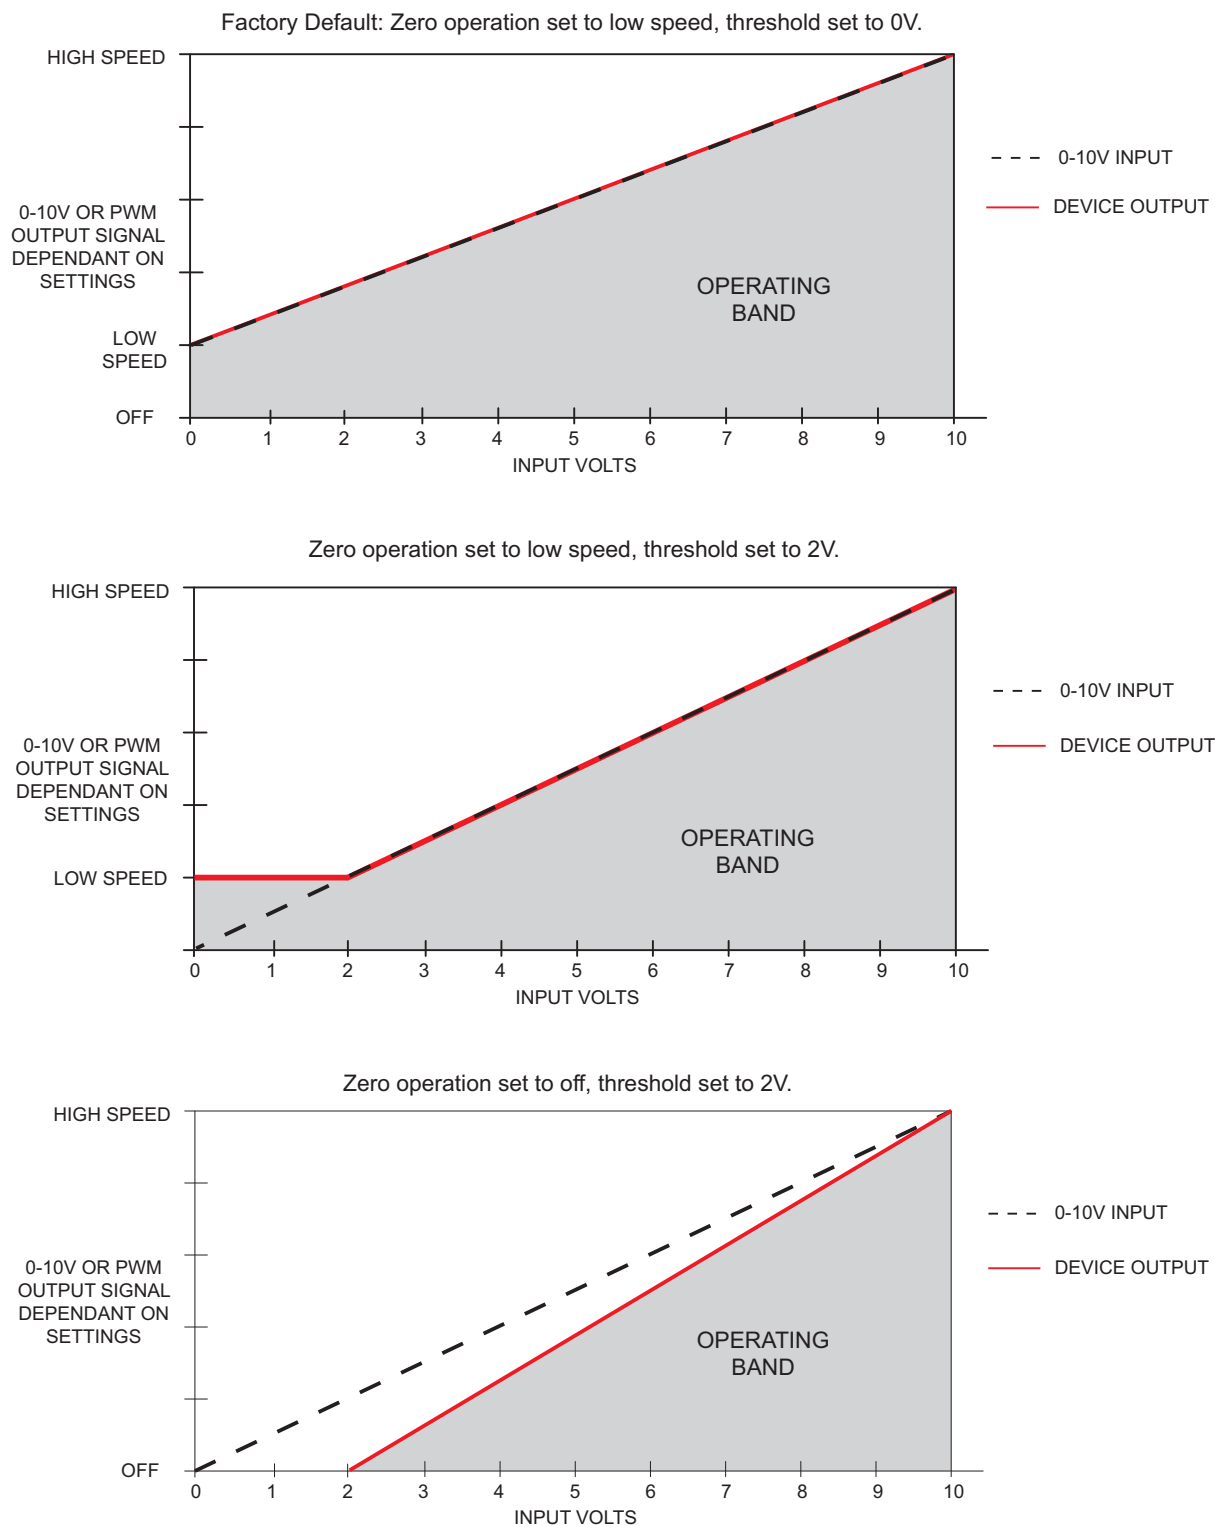 Factory Default: Zero operation set to low speed, threshold set to 0V.
HIGH SPEED
0-10V OR PWM
OUTPUT SIGNAL
DEPENDANT ON
SETTINGS
LOW
SPEED
OFF
0 1 2 3 4 5 6 7 8 9 10
INPUT VOLTS
OPERATING
BAND
0-10V INPUT
DEVICE OUTPUT
Zero operation set to low speed, threshold set to 2V.
HIGH SPEED
0-10V OR PWM
OUTPUT SIGNAL
DEPENDANT ON
SETTINGS
LOW SPEED
0 1 2 3 4 5 6 7 8 9 10
INPUT VOLTS
OPERATING
BAND
0-10V INPUT
DEVICE OUTPUT
Zero operation set to off, threshold set to 2V.
HIGH SPEED
0-10V OR PWM
OUTPUT SIGNAL
DEPENDANT ON
SETTINGS
OFF
0 1 2 3 4 5 6 7 8 9 10
INPUT VOLTS
OPERATING
BAND
0-10V INPUT
DEVICE OUTPUT